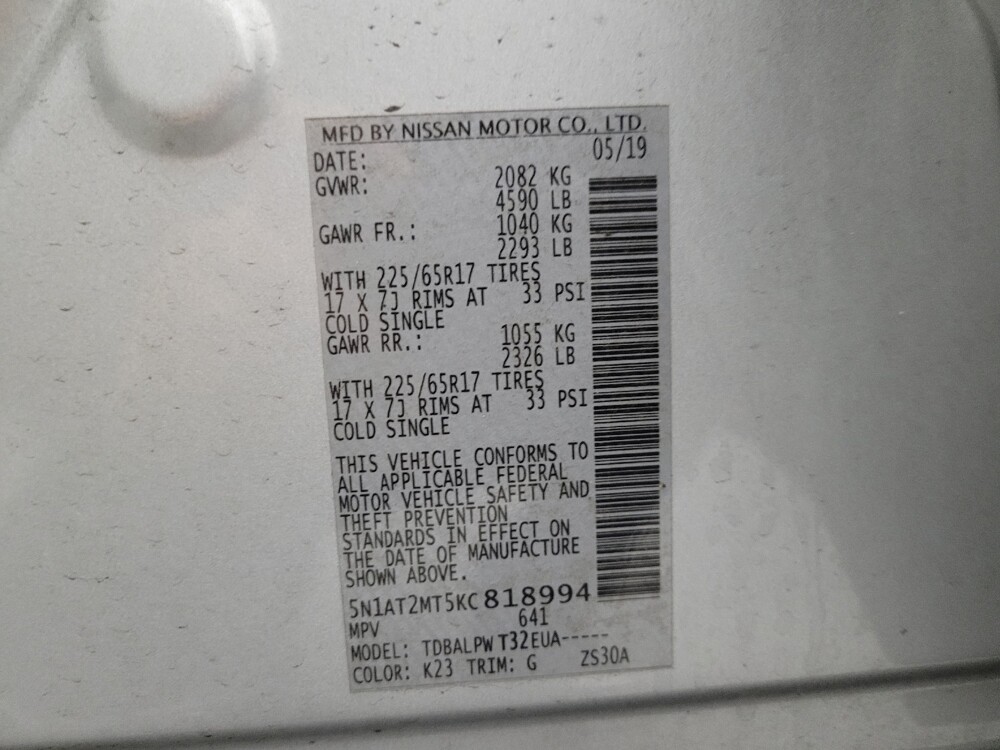 MFD BY NISSAN MOTOR CO., LTD.
DATE: 05/19
GVWR: 2082 KG
4590 LB
GAWR FR.: 1040 KG
2293 LB
WITH 225/65R17 TIRES
17 X 7J RIMS AT 33 PSI
COLD SINGLE
GAWR RR.: 1055 KG
2326 LB
WITH 225/65R17 TIRES
17 X 7J RIMS AT 33 PSI
COLD SINGLE
THIS VEHICLE CONFORMS TO
ALL APPLICABLE FEDERAL
MOTOR VEHICLE SAFETY AND
THEFT PREVENTION
STANDARDS IN EFFECT ON
THE DATE OF MANUFACTURE
SHOWN ABOVE.
5N1AT2MT5KC818994
MPV 641
MODEL: TDBALPW T32EUA-----
COLOR: K23 TRIM: G ZS30A